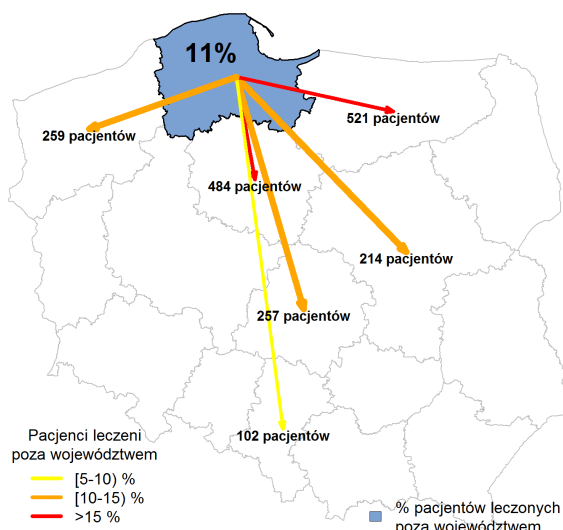 11%
521 pacjentów
259 pacjentów
484 pacjentów
214 pacjentów
257 pacjentów
102 pacjentów
Pacjenci leczeni
poza województwem
[5-10) %
[10-15) %
>15 %
% pacjentów leczonych
poza województwem